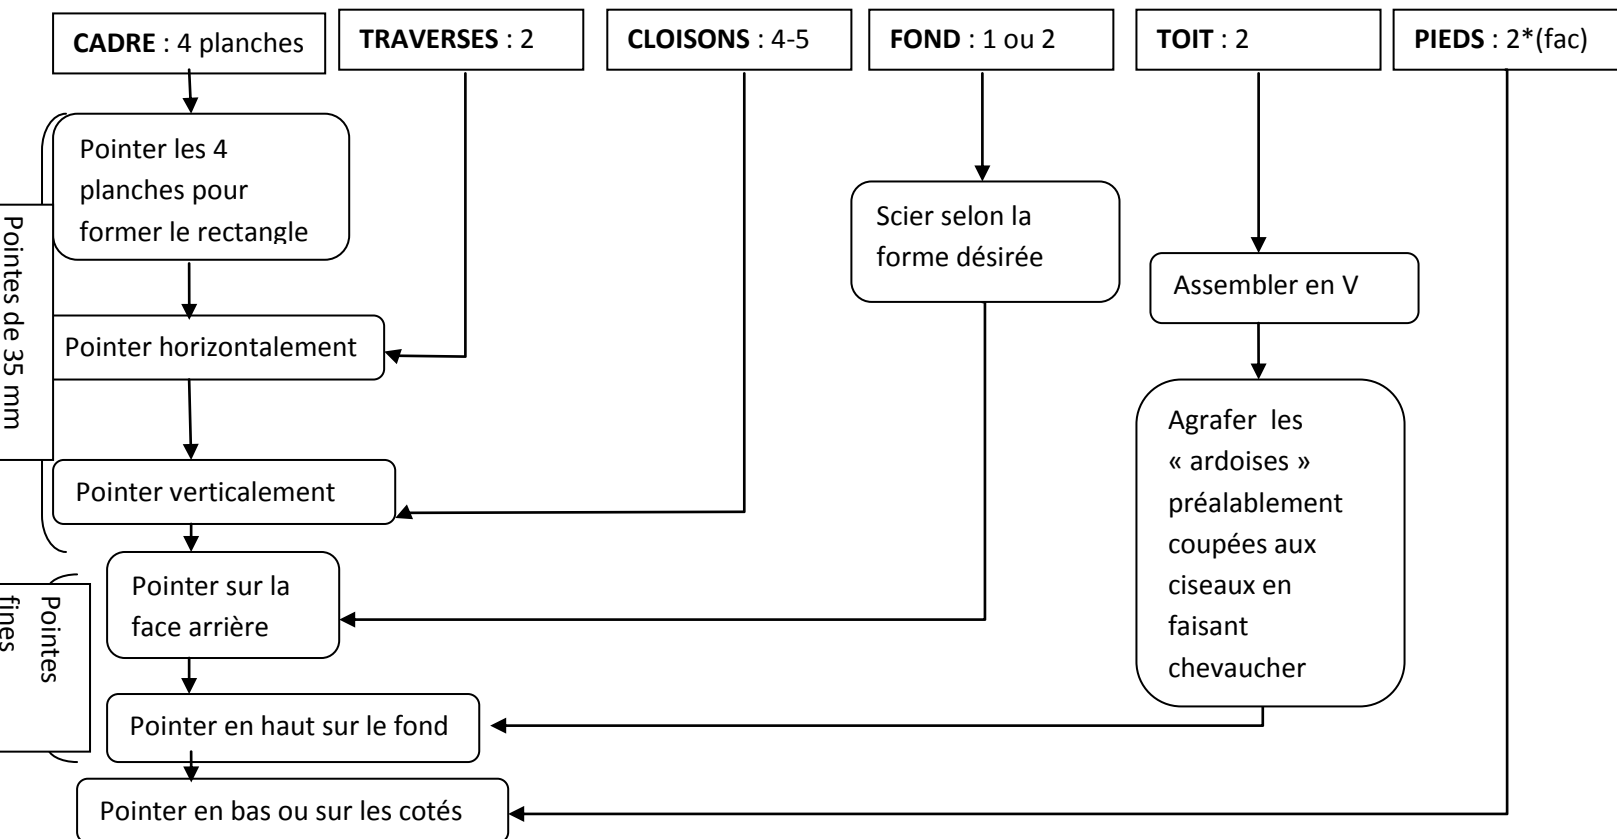 CADRE : 4 planches
TRAVERSES : 2
CLOISONS : 4-5
FOND : 1 ou 2
TOIT : 2
PIEDS : 2*(fac)
Pointer les 4
planches pour
former le rectangle
Scier selon la
forme désirée
Assembler en V
Pointes de 35 mm
Pointer horizontalement
Agrafer les
« ardoises »
préalablement
coupées aux
ciseaux en
faisant
chevaucher
Pointer verticalement
Pointer sur la
face arrière
Pointes
fines
Pointer en haut sur le fond
Pointer en bas ou sur les cotés